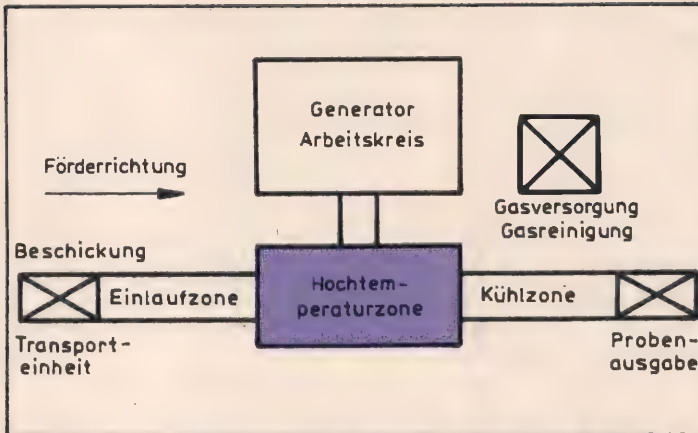 Generator
Arbeitskreis
Förderrichtung
Gasversorgung
Gasreinigung
Beschickung
Einlaufzone
Hochtem-
peraturzone
Kühlzone
Transport-
einheit
Proben-
ausgabe